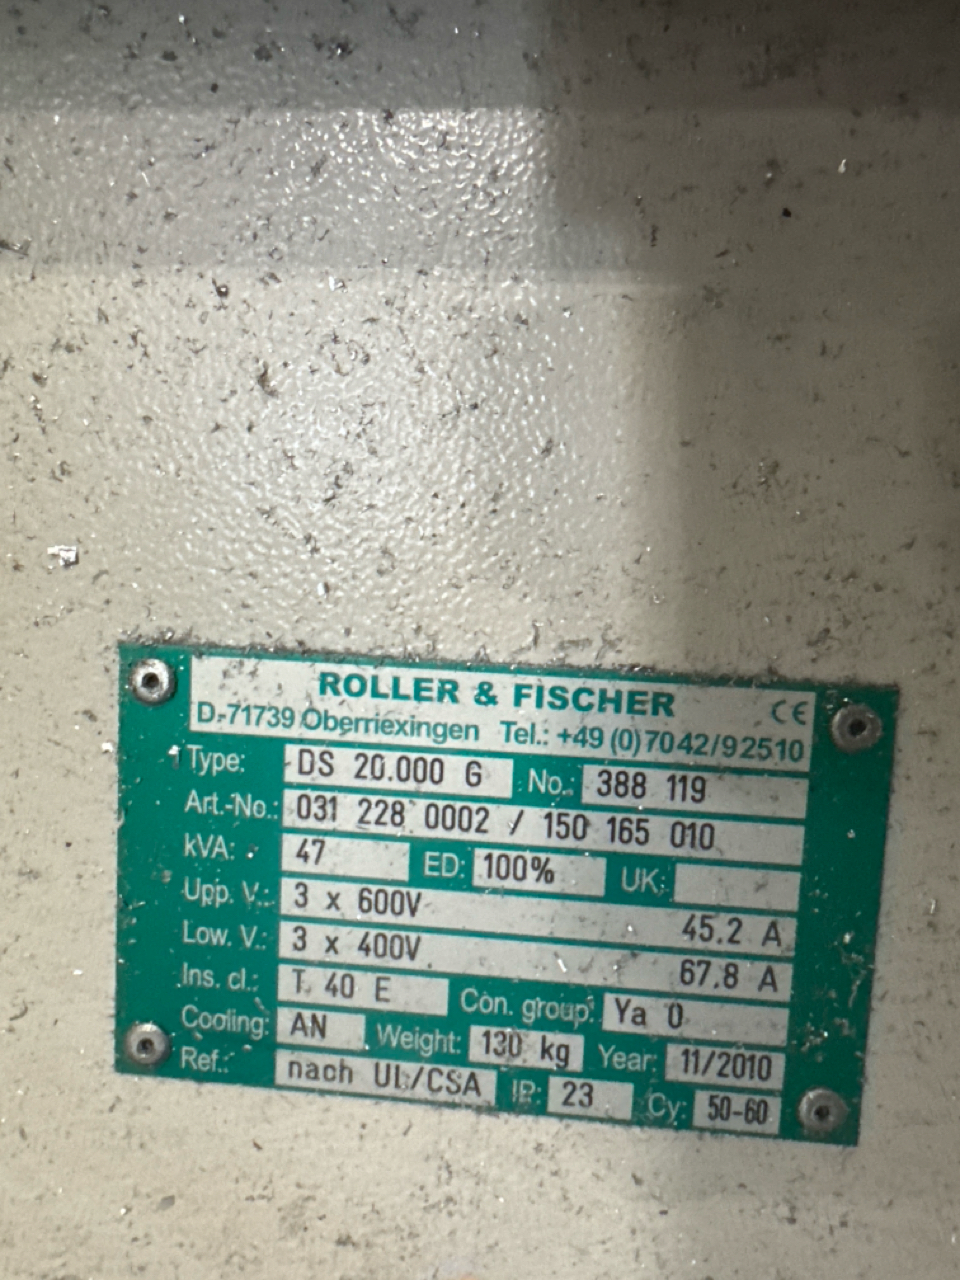 ROLLER & FISCHER CE
D-71739 Oberriexingen Tel.: +49 (0) 7042/92510
Type: DS 20.000 G No.: 388 119
Art.-No.: 031 228 0002 / 150 165 010
kVA: 47 ED: 100% UK:
Upp. V.: 3 x 600V 45.2 A
Low. V.: 3 x 400V 67.8 A
Ins. cl.: T 40 E Con. group: Ya 0
Cooling: AN Weight: 130 kg Year: 11/2010
Ref.: nach UL/CSA IP: 23 Cy: 50-60